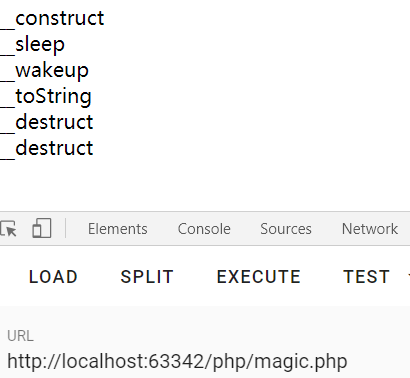 __construct
__sleep
__wakeup
__toString
__destruct
__destruct
Elements Console Sources Network
LOAD SPLIT EXECUTE TEST
URL
http://localhost:63342/php/magic.php